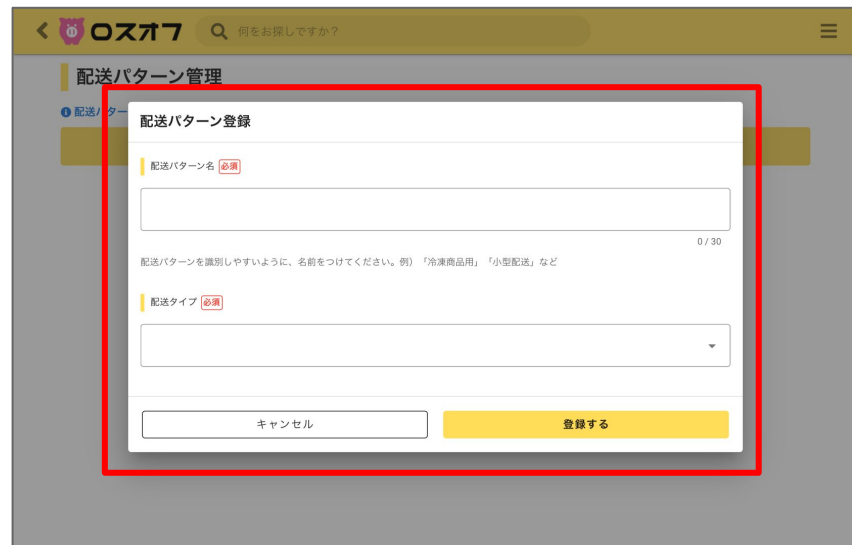 ロスオフ
何をお探しですか？
配送パターン管理
配送パター
配送パターン登録
配送パターン名 必須
0 / 30
配送パターンを識別しやすいように、名前をつけてください。例）「冷凍商品用」「小型配送」など
配送タイプ 必須
キャンセル
登録する